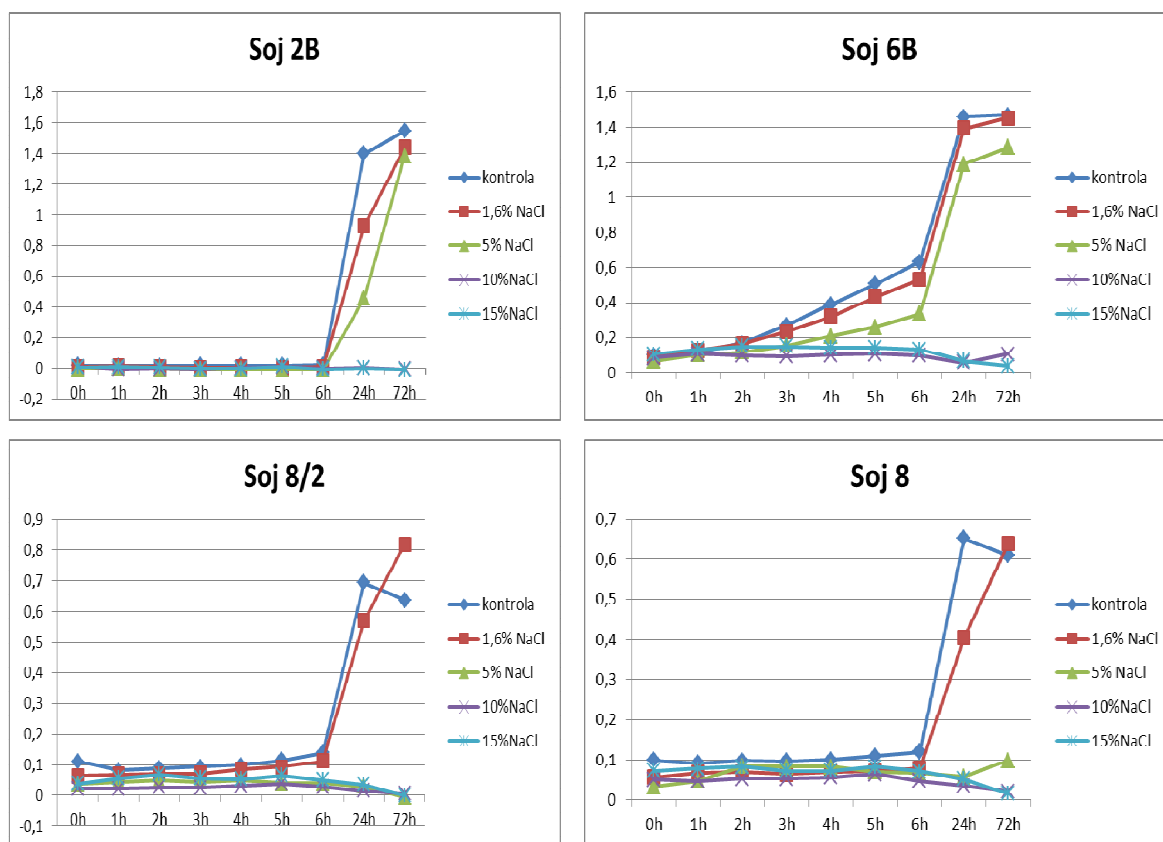 Soj 2B
1,8
1,6
1,4
1,2
1
0,8
0,6
0,4
0,2
0
-0,2
0h 1h 2h 3h 4h 5h 6h 24h 72h
kontrola
1,6% NaCl
5% NaCl
10%NaCl
15%NaCl
Soj 6B
1,6
1,4
1,2
1
0,8
0,6
0,4
0,2
0
0h 1h 2h 3h 4h 5h 6h 24h 72h
kontrola
1,6% NaCl
5% NaCl
10%NaCl
15%NaCl
Soj 8/2
0,9
0,8
0,7
0,6
0,5
0,4
0,3
0,2
0,1
0
-0,1
0h 1h 2h 3h 4h 5h 6h 24h 72h
kontrola
1,6% NaCl
5% NaCl
10%NaCl
15%NaCl
Soj 8
0,7
0,6
0,5
0,4
0,3
0,2
0,1
0
0h 1h 2h 3h 4h 5h 6h 24h 72h
kontrola
1,6% NaCl
5% NaCl
10%NaCl
15%NaCl